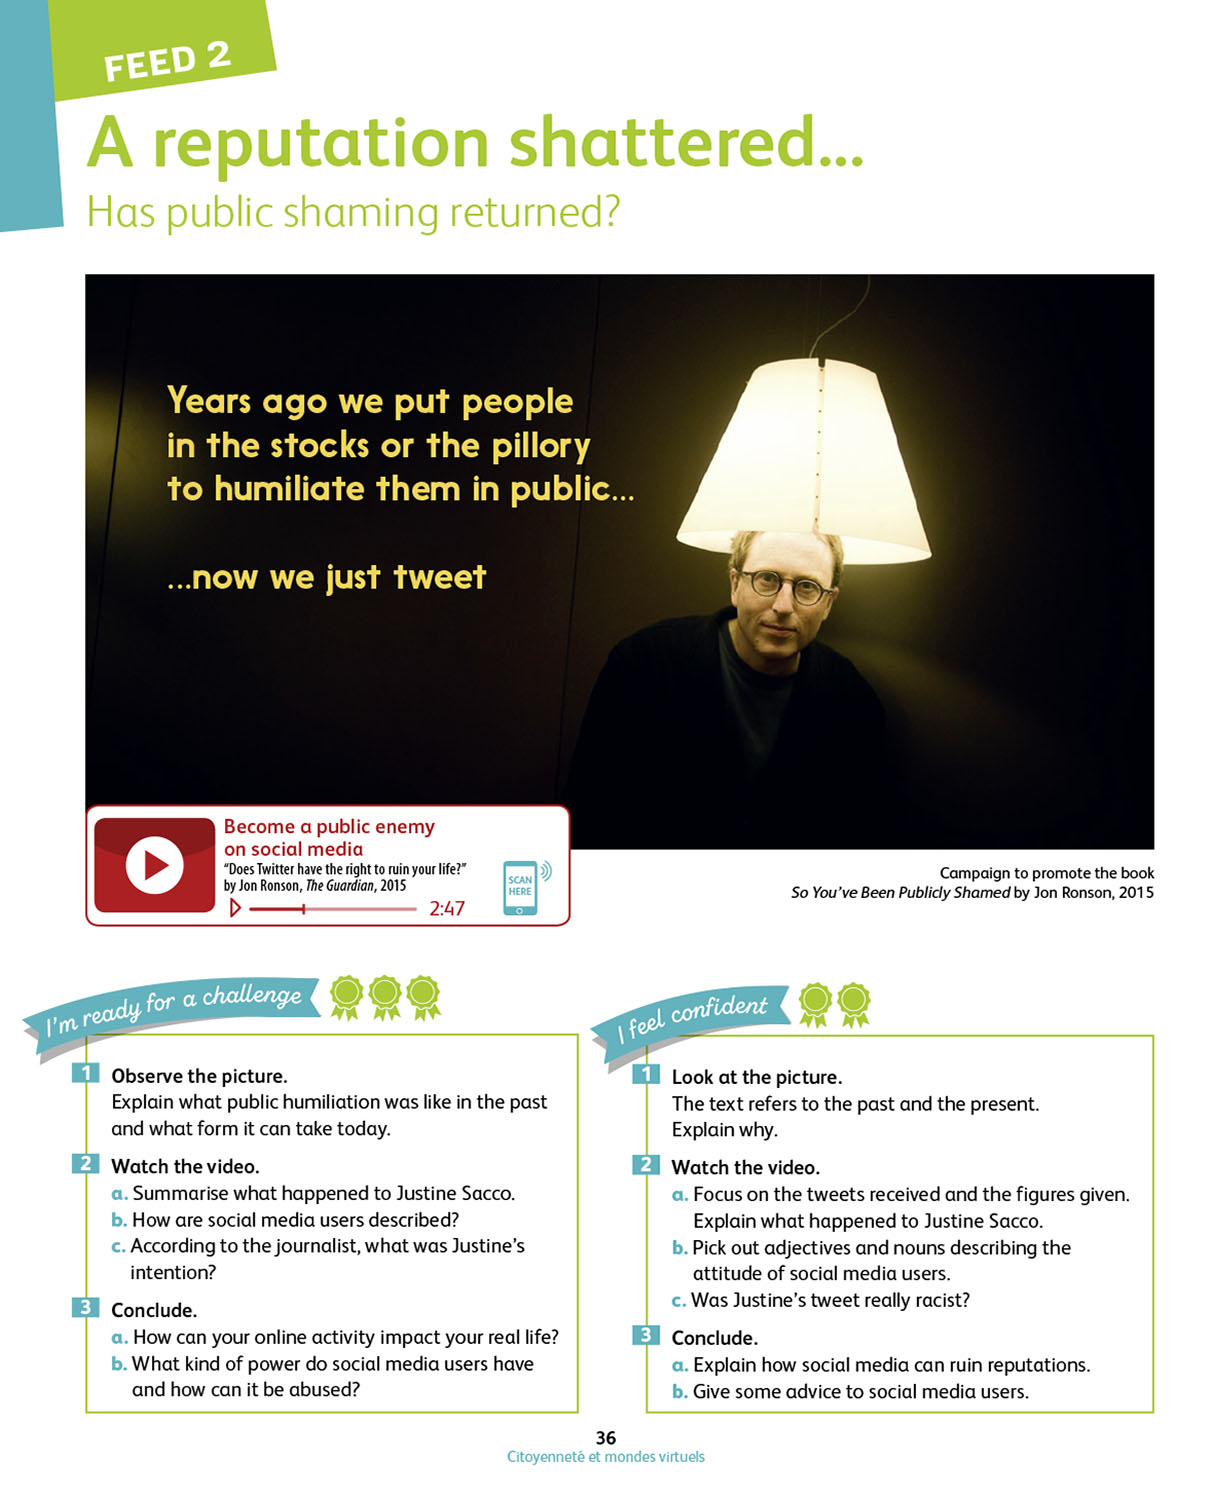 FEED 2
A reputation shattered...
Has public shaming returned?
Years ago we put people
in the stocks or the pillory
to humiliate them in public...
...now we just tweet
Become a public enemy
on social media
“Does Twitter have the right to ruin your life?”
by Jon Ronson, The Guardian, 2015
2:47
SCAN
HERE
Campaign to promote the book
So You’ve Been Publicly Shamed by Jon Ronson, 2015
I’m ready for a challenge
1 Observe the picture.
Explain what public humiliation was like in the past
and what form it can take today.
2 Watch the video.
a. Summarise what happened to Justine Sacco.
b. How are social media users described?
c. According to the journalist, what was Justine’s
intention?
3 Conclude.
a. How can your online activity impact your real life?
b. What kind of power do social media users have
and how can it be abused?
I feel confident
1 Look at the picture.
The text refers to the past and the present.
Explain why.
2 Watch the video.
a. Focus on the tweets received and the figures given.
Explain what happened to Justine Sacco.
b. Pick out adjectives and nouns describing the
attitude of social media users.
c. Was Justine’s tweet really racist?
3 Conclude.
a. Explain how social media can ruin reputations.
b. Give some advice to social media users.
36
Citoyenneté et mondes virtuels